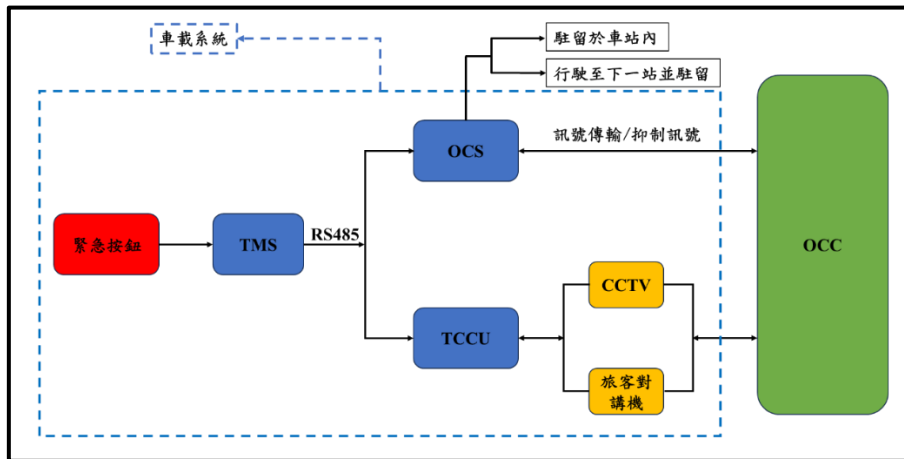 車載系統
駐留於車站內
行駛至下一站並駐留
OCS
訊號傳輸/抑制訊號
緊急按鈕
TMS
RS485
OCC
CCTV
TCCU
旅客對
講機